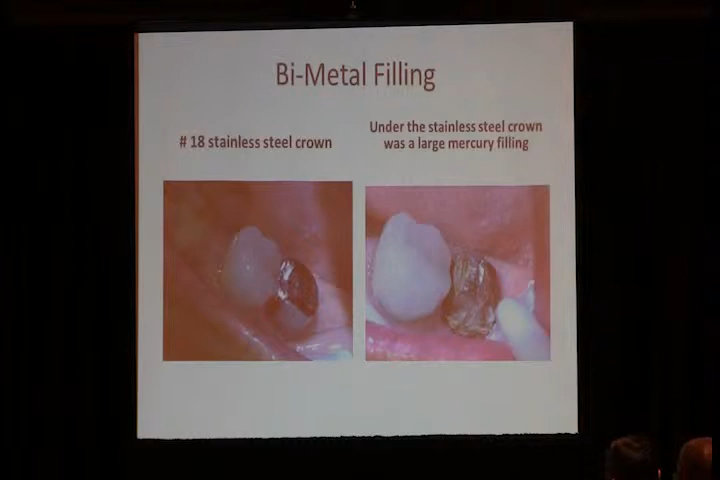 Bi-Metal Filling
# 18 stainless steel crown
Under the stainless steel crown
was a large mercury filling